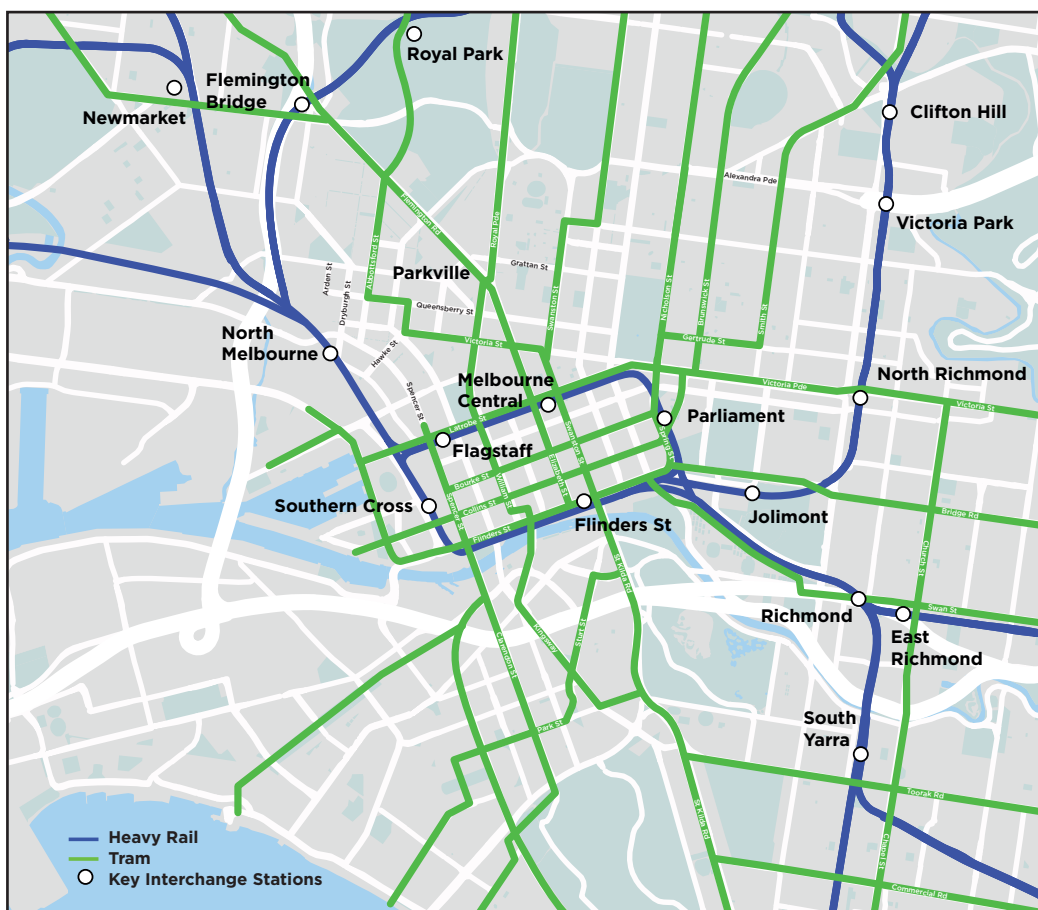 Royal Park
Flemington
Bridge
Newmarket
Clifton Hill
Alexandra Pde
Victoria Park
Flemington Rd
Royal Pde
Abbottsford St
Grattan St
Parkville
Arden St
Dryburgh St
Queensberry St
Swanston St
Nicholson St
Brunswick St
Smith St
Gertrude St
North
Melbourne
Hawke St
Victoria St
Melbourne
Central
Victoria Pde
North Richmond
Victoria St
Spencer St
Latrobe St
Flagstaff
Parliament
Spring St
Swanston St
Elizabeth St
Bourke St
William St
Collins St
Spencer St
Southern Cross
Flinders St
Flinders St
Jolimont
Bridge Rd
Church St
St Kilda Rd
Richmond
Swan St
East
Richmond
Kingsway
Sturt St
Clarendon St
Park St
South
Yarra
Toorak Rd
St Kilda Rd
Chapel St
Commercial Rd
Heavy Rail
Tram
Key Interchange Stations